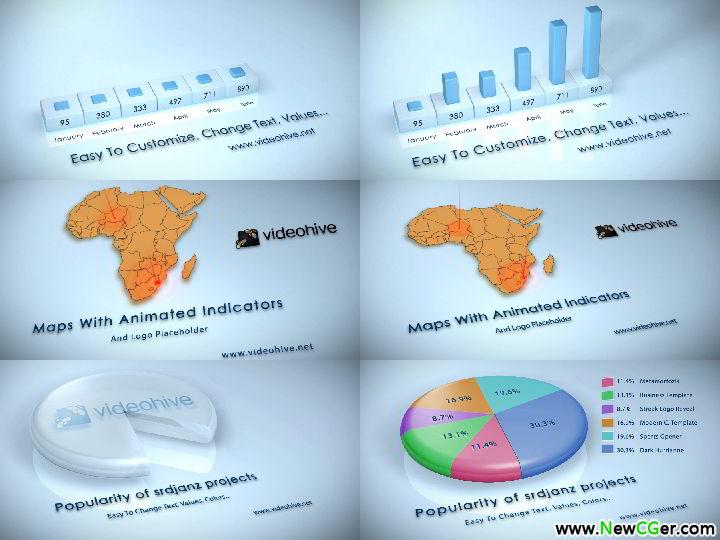 95 380 333 497 711 890
January February March April May June
Easy To Customize, Change Text, Values...
www.videohive.net
95 380 333 497 711 890
January February March April May June
Easy To Customize, Change Text, Values...
www.videohive.net
videohive
Maps With Animated Indicators
And Logo Placeholder
www.videohive.net
videohive
Maps With Animated Indicators
And Logo Placeholder
www.videohive.net
videohive
Popularity of srdjanz projects
Easy To Change Text, Values, Colors...
www.videohive.net
16.9% 19.6%
8.7% 30.3%
13.1% 11.4%
11.4% Metamorfozis
13.1% Business Template
8.7% Streak Logo Reveal
16.9% Modern C. Template
19.6% Sports Opener
30.3% Dark Hurrianne
Popularity of srdjanz projects
Easy To Change Text, Values, Colors...
www.videohive.net
www.NewCGer.com